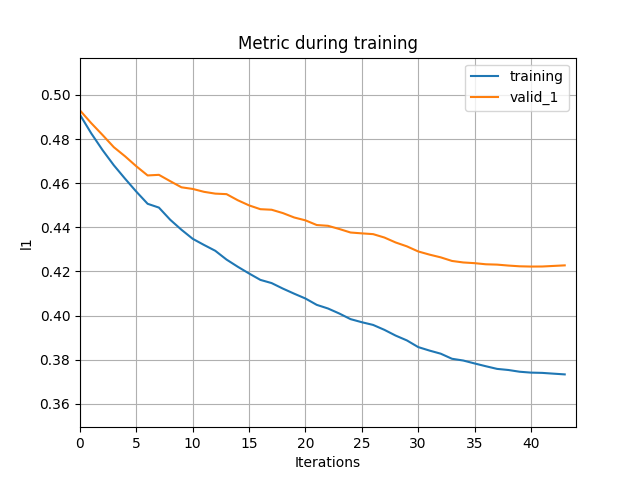 Metric during training
training
valid_1
0.50
0.48
0.46
0.44
0.42
0.40
0.38
0.36
l1
0 5 10 15 20 25 30 35 40
Iterations